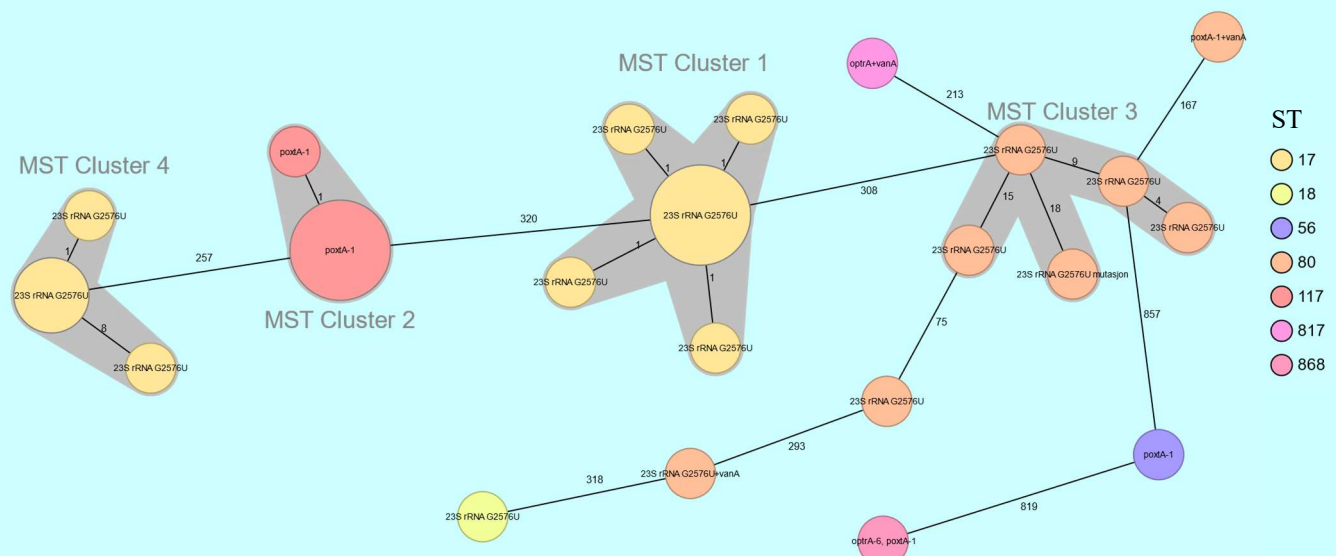 MST Cluster 4
23S rRNA G2576U
1
23S rRNA G2576U
8
23S rRNA G2576U
257
poxtA-1
1
poxtA-1
MST Cluster 2
320
MST Cluster 1
23S rRNA G2576U
23S rRNA G2576U
1
1
23S rRNA G2576U
1
23S rRNA G2576U
1
23S rRNA G2576U
308
optrA+vanA
213
MST Cluster 3
poxtA-1+vanA
167
23S rRNA G2576U
9
23S rRNA G2576U
15
18
4
23S rRNA G2576U
23S rRNA G2576U
23S rRNA G2576U mutasjon
75
857
23S rRNA G2576U
293
23S rRNA G2576U+vanA
318
23S rRNA G2576U
poxtA-1
819
optrA-6, poxtA-1
ST
17
18
56
80
117
817
868